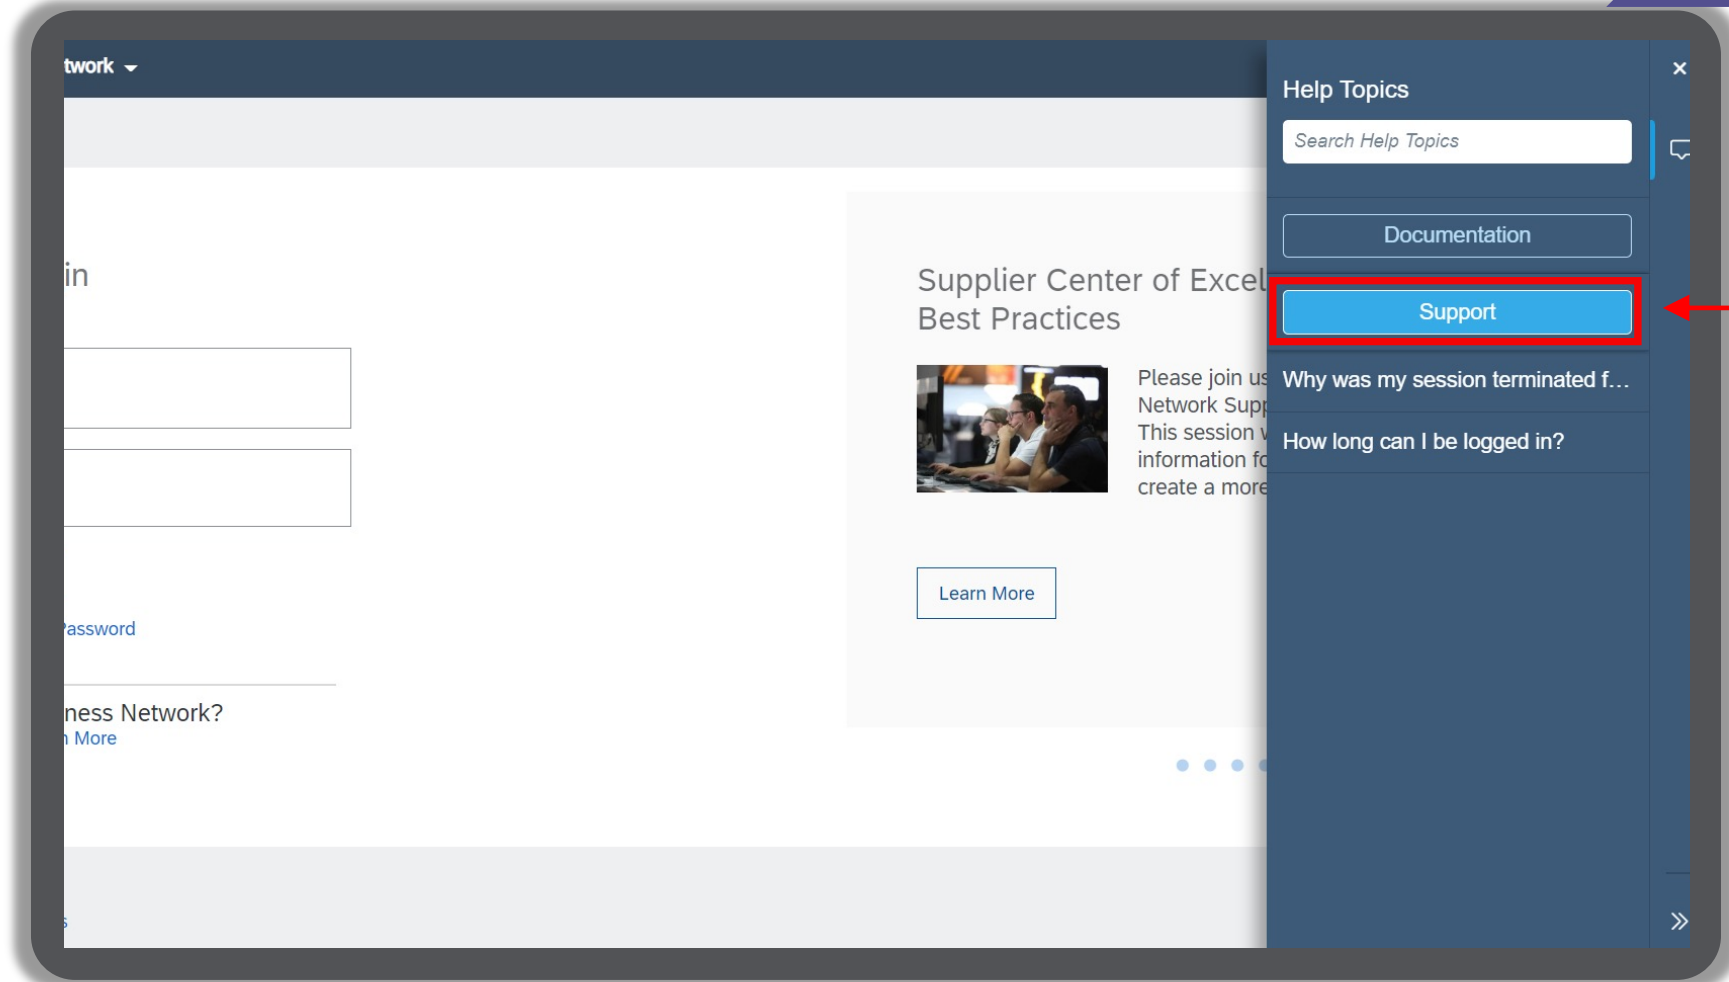 twork
Help Topics
Search Help Topics
Documentation
Support
Why was my session terminated f...
How long can I be logged in?
in
Password
ness Network?
More
Supplier Center of Excel
Best Practices
Please join us
Network Supp
This session
information fo
create a more
Learn More